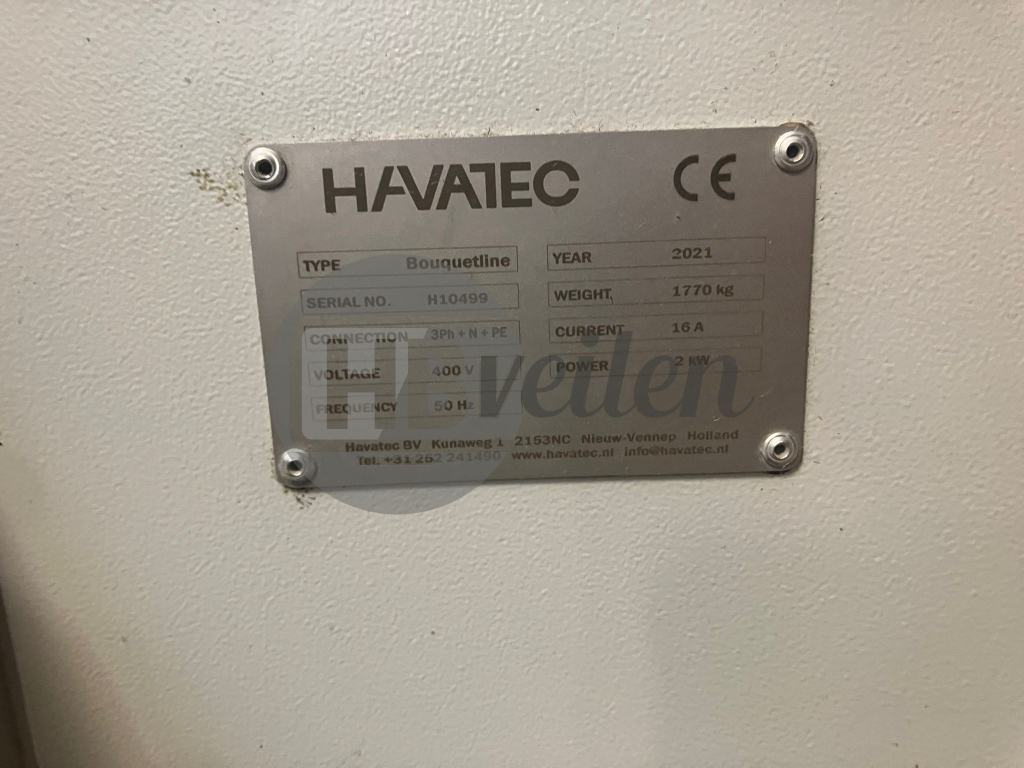 HAVATEC CE
TYPE Bouquetline YEAR 2021
SERIAL NO. H10499 WEIGHT 1770 kg
CONNECTION 3Ph + N + PE CURRENT 16 A
VOLTAGE 400 V POWER 2 kW
FREQUENCY 50 Hz
HD veilen
Havatec BV Kunaweg 1 2153NC Nieuw-Vennep Holland
Tel. +31 252 241490 www.havatec.nl info@havatec.nl